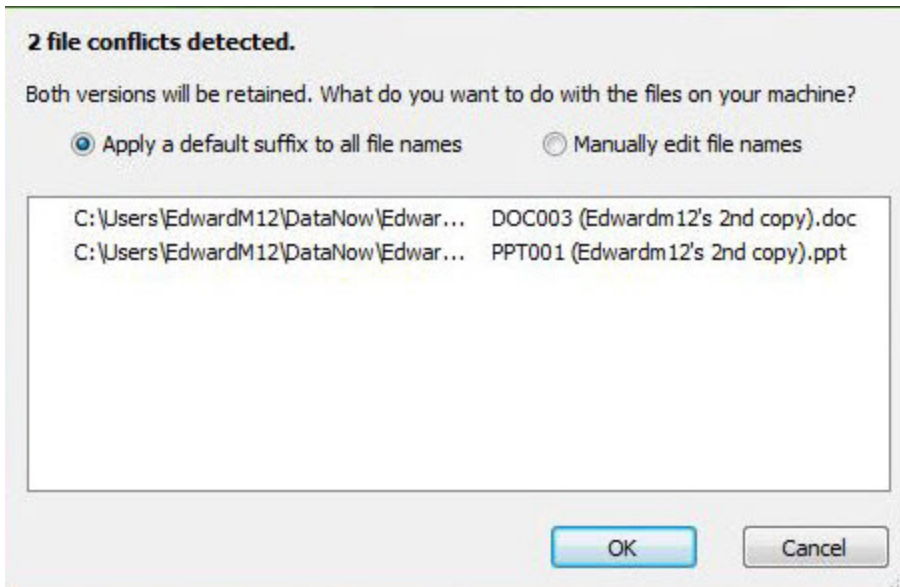 2 file conflicts detected.
Both versions will be retained. What do you want to do with the files on your machine?
Apply a default suffix to all file names Manually edit file names
C:\Users\EdwardM12\DataNow\Edwar... DOC003 (Edwardm12's 2nd copy).doc
C:\Users\EdwardM12\DataNow\Edwar... PPT001 (Edwardm12's 2nd copy).ppt
OK Cancel